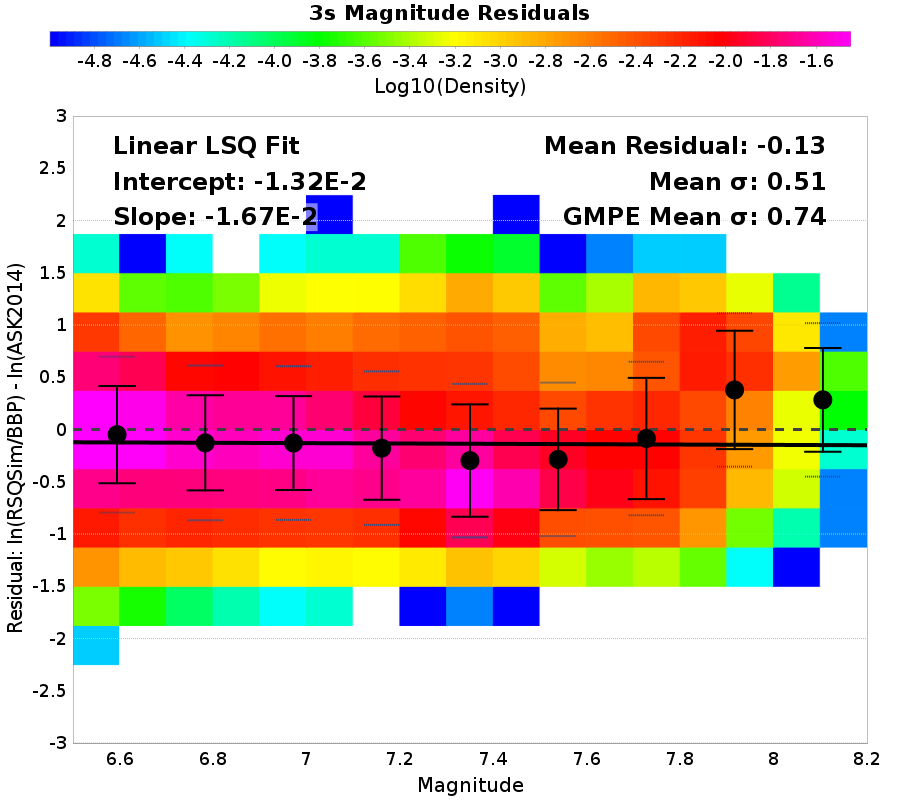 3s Magnitude Residuals
-4.8 -4.6 -4.4 -4.2 -4.0 -3.8 -3.6 -3.4 -3.2 -3.0 -2.8 -2.6 -2.4 -2.2 -2.0 -1.8 -1.6
Log10(Density)
Linear LSQ Fit
Intercept: -1.32E-2
Slope: -1.67E-2
Mean Residual: -0.13
Mean σ: 0.51
GMPE Mean σ: 0.74
Residual: ln(RSQSim/BBP) - ln(ASK2014)
3
2.5
2
1.5
1
0.5
0
-0.5
-1
-1.5
-2
-2.5
-3
6.6 6.8 7 7.2 7.4 7.6 7.8 8 8.2
Magnitude